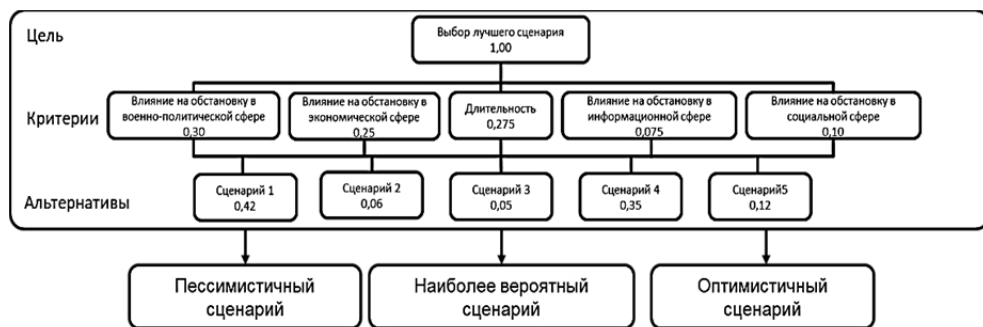 Цель
Выбор лучшего сценария
1,00
Критерии
Влияние на обстановку в
военно-политической сфере
0,30
Влияние на обстановку в
экономической сфере
0,25
Длительность
0,275
Влияние на обстановку в
информационной сфере
0,075
Влияние на обстановку в
социальной сфере
0,10
Альтернативы
Сценарий 1
0,42
Сценарий 2
0,06
Сценарий 3
0,05
Сценарий 4
0,35
Сценарий5
0,12
Пессимистичный
сценарий
Наиболее вероятный
сценарий
Оптимистичный
сценарий